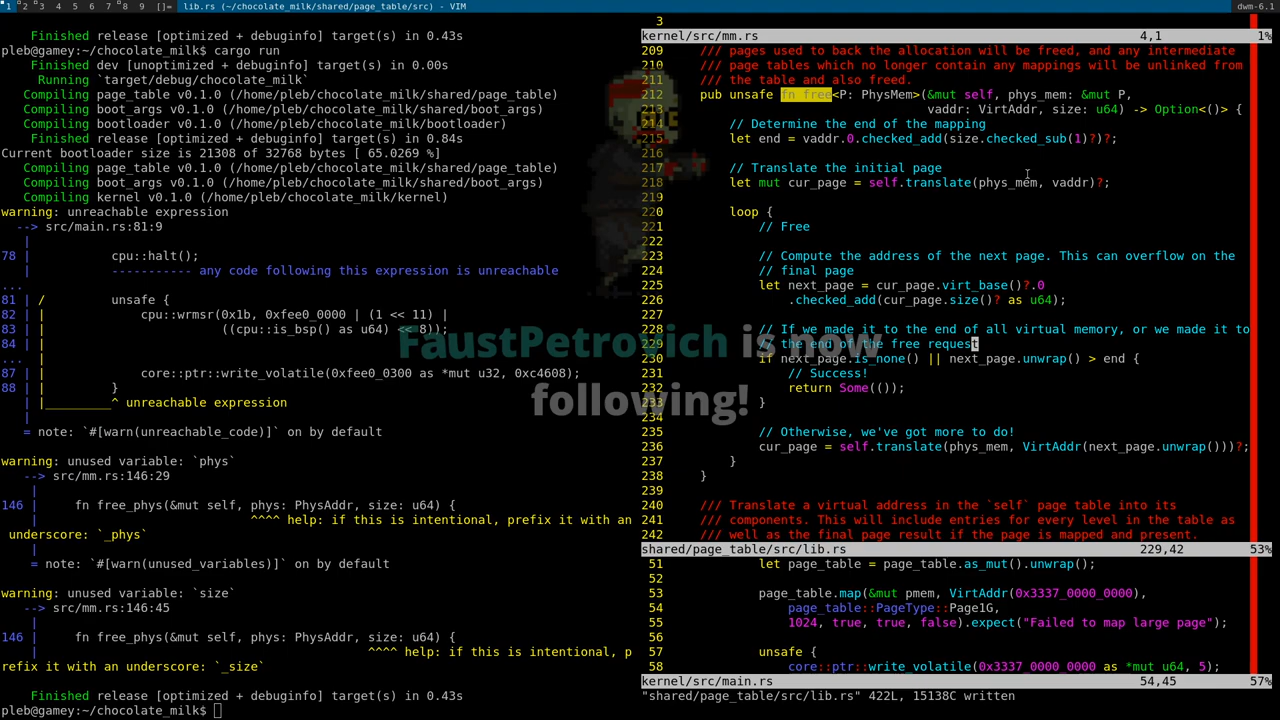 1 2 3 4 5 6 7 8 9 []= lib.rs (~/chocolate_milk/shared/page_table/src) - VIM dwm-6.1
Finished release [optimized + debuginfo] target(s) in 0.43s
pleb@gamey:~/chocolate_milk$ cargo run
Finished dev [unoptimized + debuginfo] target(s) in 0.00s
Running `target/debug/chocolate_milk`
Compiling page_table v0.1.0 (/home/pleb/chocolate_milk/shared/page_table)
Compiling boot_args v0.1.0 (/home/pleb/chocolate_milk/shared/boot_args)
Compiling bootloader v0.1.0 (/home/pleb/chocolate_milk/bootloader)
Finished release [optimized + debuginfo] target(s) in 0.84s
Current bootloader size is 21308 of 32768 bytes [ 65.0269 %]
Compiling page_table v0.1.0 (/home/pleb/chocolate_milk/shared/page_table)
Compiling boot_args v0.1.0 (/home/pleb/chocolate_milk/shared/boot_args)
Compiling kernel v0.1.0 (/home/pleb/chocolate_milk/kernel)
warning: unreachable expression
--> src/main.rs:81:9
|
78 | cpu::halt();
| ----------- any code following this expression is unreachable
...
81 | / unsafe {
82 | | cpu::wrmsr(0x1b, 0xfee0_0000 | (1 << 11) |
83 | | ((cpu::is_bsp() as u64) << 8));
84 | |
... |
87 | | core::ptr::write_volatile(0xfee0_0300 as *mut u32, 0xc4608);
88 | | }
| |_________^ unreachable expression
|
= note: `#[warn(unreachable_code)]` on by default
warning: unused variable: `phys`
--> src/mm.rs:146:29
|
146 | fn free_phys(&mut self, phys: PhysAddr, size: u64) {
| ^^^^ help: if this is intentional, prefix it with an
underscore: `_phys`
|
= note: `#[warn(unused_variables)]` on by default
warning: unused variable: `size`
--> src/mm.rs:146:45
|
146 | fn free_phys(&mut self, phys: PhysAddr, size: u64) {
| ^^^^ help: if this is intentional, p
refix it with an underscore: `_size`
Finished release [optimized + debuginfo] target(s) in 0.43s
pleb@gamey:~/chocolate_milk$
3
kernel/src/mm.rs 4,1 1%
209 /// pages used to back the allocation will be freed, and any intermediate
210 /// page tables which no longer contain any mappings will be unlinked from
211 /// the table and also freed.
212 pub unsafe fn free<P: PhysMem>(&mut self, phys_mem: &mut P,
213 vaddr: VirtAddr, size: u64) -> Option<()> {
214 // Determine the end of the mapping
215 let end = vaddr.0.checked_add(size.checked_sub(1)?)?;
216
217 // Translate the initial page
218 let mut cur_page = self.translate(phys_mem, vaddr)?;
219
220 loop {
221 // Free
222
223 // Compute the address of the next page. This can overflow on the
224 // final page
225 let next_page = cur_page.virt_base()?.0
226 .checked_add(cur_page.size()? as u64);
227
228 // If we made it to the end of all virtual memory, or we made it to
229 // the end of the free request
230 if next_page.is_none() || next_page.unwrap() > end {
231 // Success!
232 return Some(());
233 }
234
235 // Otherwise, we've got more to do!
236 cur_page = self.translate(phys_mem, VirtAddr(next_page.unwrap()))?;
237 }
238 }
239
240 /// Translate a virtual address in the `self` page table into its
241 /// components. This will include entries for every level in the table as
242 /// well as the final page result if the page is mapped and present.
shared/page_table/src/lib.rs 229,42 53%
51 let page_table = page_table.as_mut().unwrap();
52
53 page_table.map(&mut pmem, VirtAddr(0x3337_0000_0000),
54 page_table::PageType::Page1G,
55 1024, true, true, false).expect("Failed to map large page");
56
57 unsafe {
58 core::ptr::write_volatile(0x3337_0000_0000 as *mut u64, 5);
kernel/src/main.rs 54,45 57%
"shared/page_table/src/lib.rs" 422L, 15138C written
FaustPetrovich is now
following!